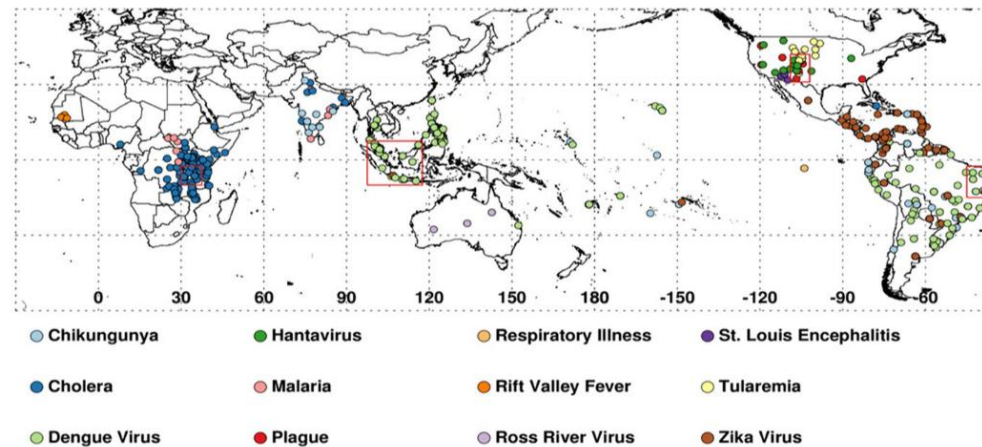 0 30 60 90 120 150 180 -150 -120 -90 -60
Chikungunya Hantavirus Respiratory Illness St. Louis Encephalitis
Cholera Malaria Rift Valley Fever Tularemia
Dengue Virus Plague Ross River Virus Zika Virus